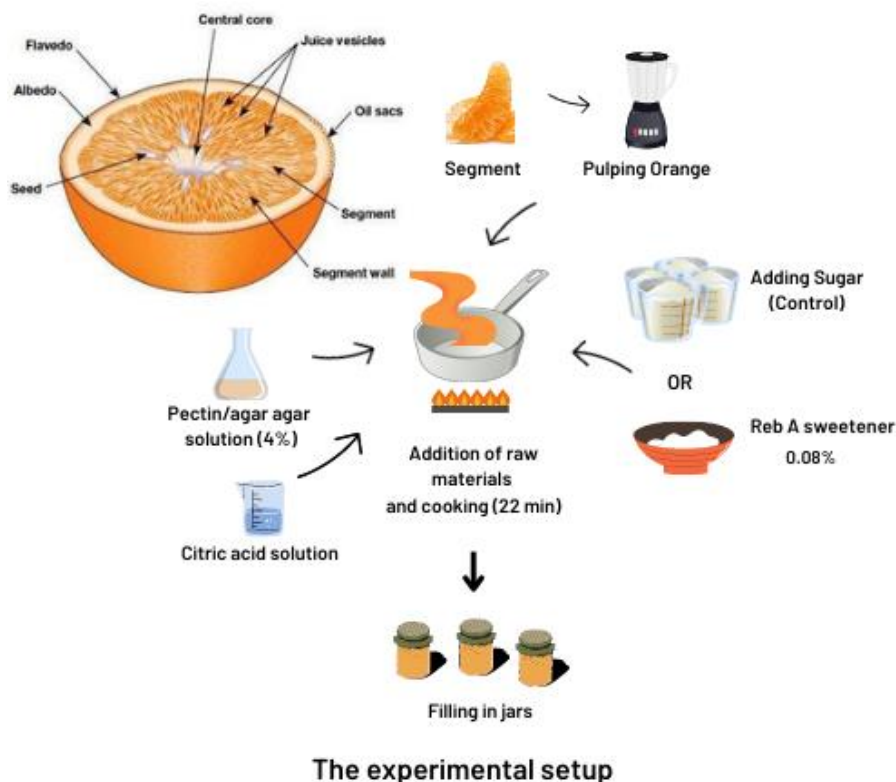 Central core
Juice vesicles
Flavedo
Albedo
Oil sacs
Seed
Segment
Segment wall
Segment
Pulping Orange
Adding Sugar
(Control)
OR
Reb A sweetener
0.08%
Pectin/agar agar
solution (4%)
Citric acid solution
Addition of raw
materials
and cooking (22 min)
Filling in jars
The experimental setup